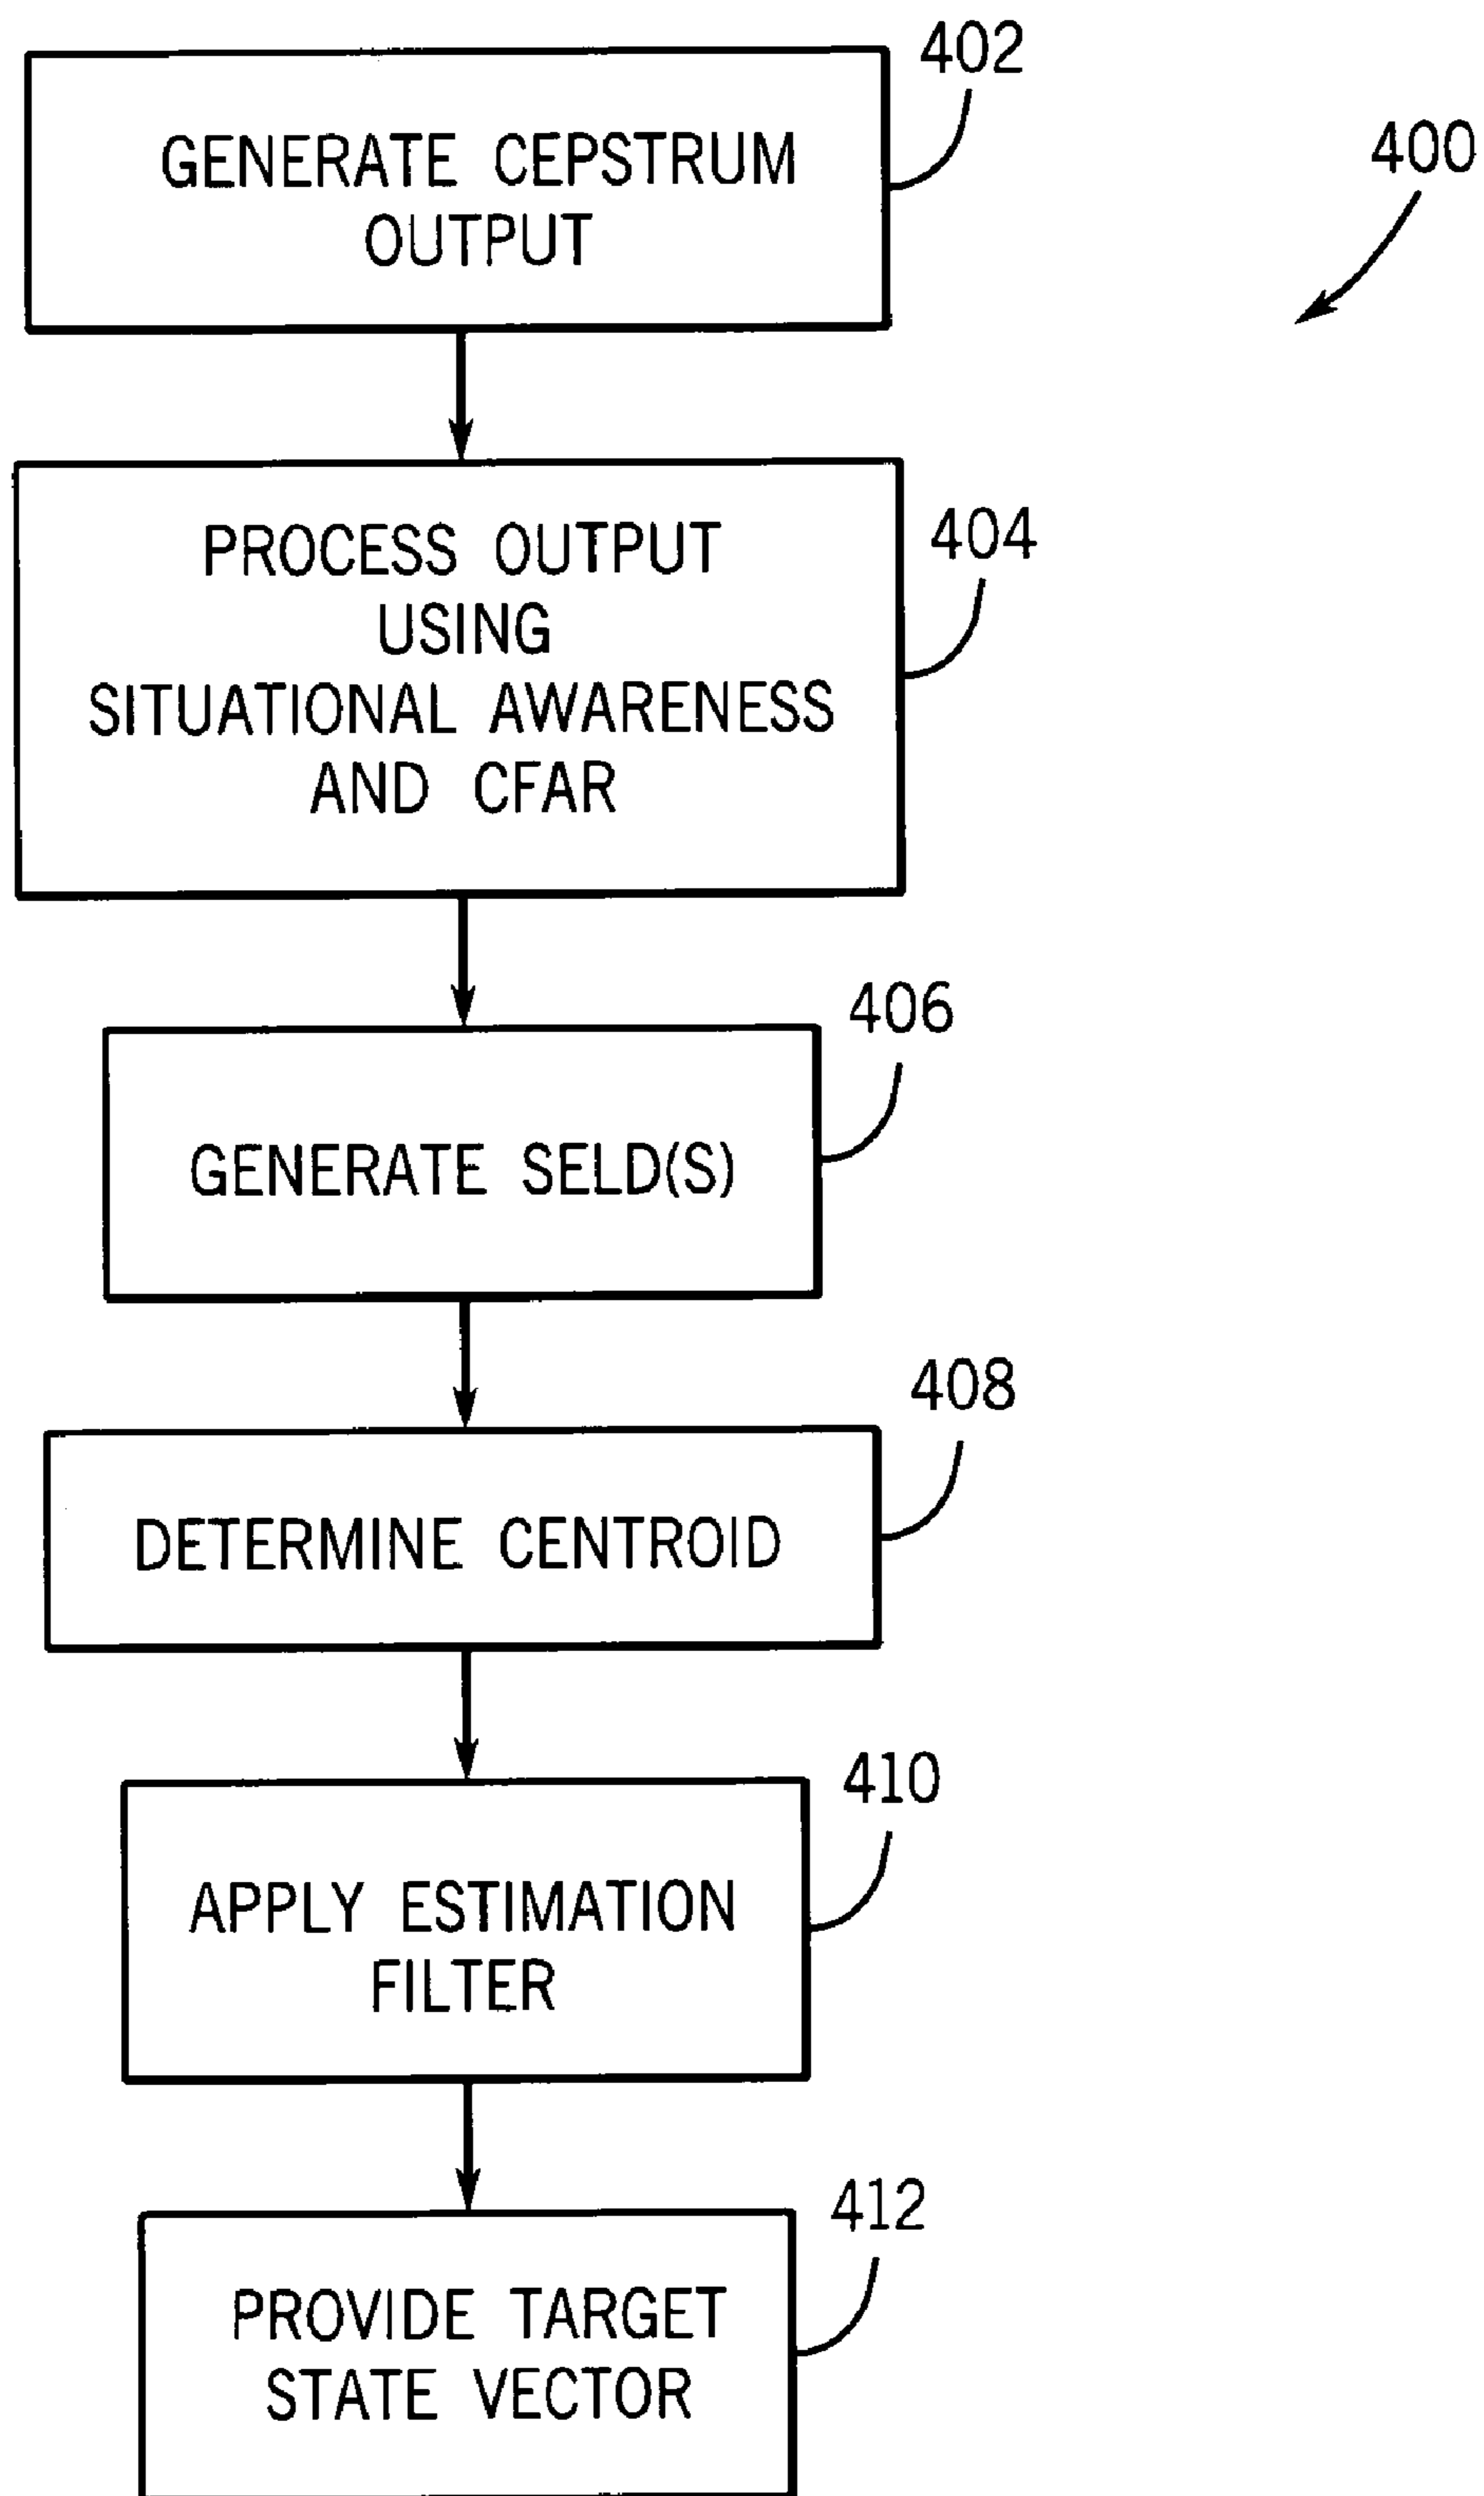 402
400
GENERATE CEPSTRUM
OUTPUT
404
PROCESS OUTPUT
USING
SITUATIONAL AWARENESS
AND CFAR
406
GENERATE SELD(S)
408
DETERMINE CENTROID
410
APPLY ESTIMATION
FILTER
412
PROVIDE TARGET
STATE VECTOR